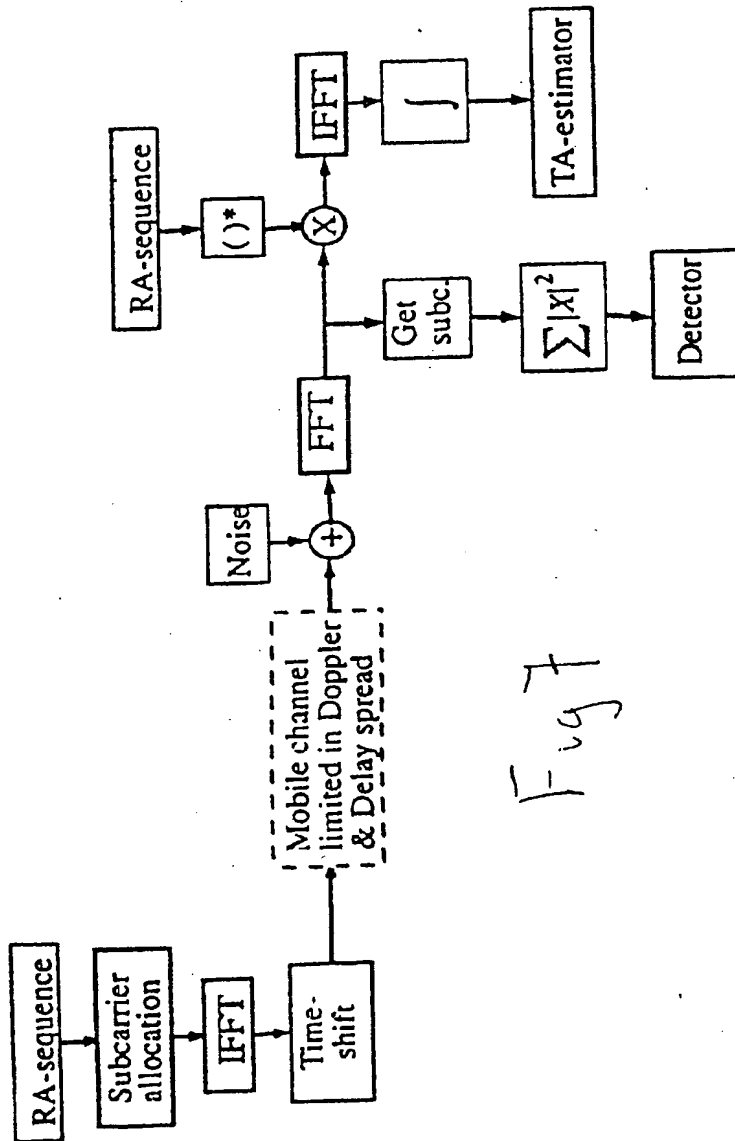 RA-sequence
Subcarrier
allocation
IFFT
Time-
shift
Mobile channel
limited in Doppler
& Delay spread
Noise
+
FFT
Get
subc.
∑|X|²
Detector
RA-sequence
( )*
X
IFFT
∫
TA-estimator
Fig 7